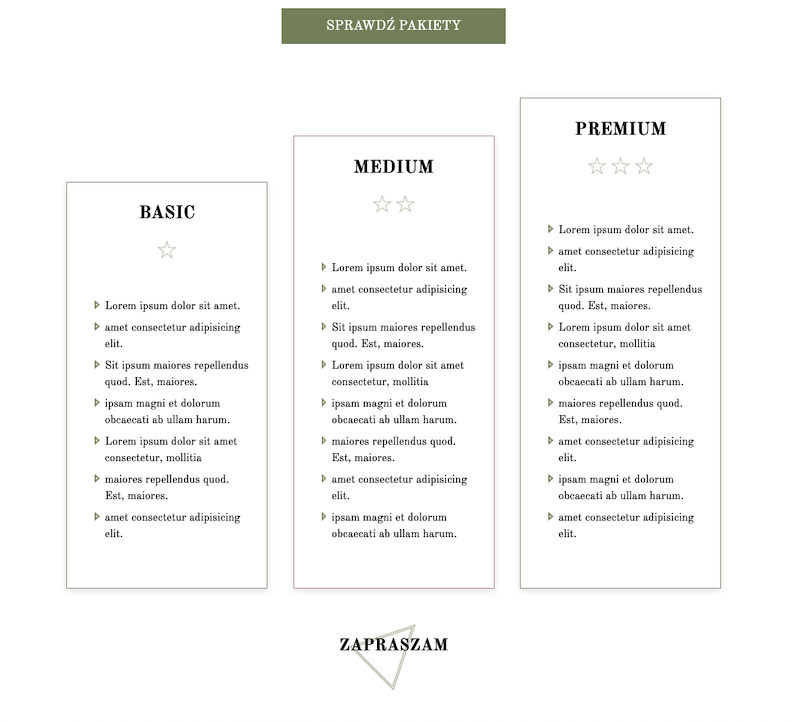 SPRAWDŹ PAKIETY
BASIC
Lorem ipsum dolor sit amet.
amet consectetur adipisicing
elit.
Sit ipsum maiores repellendus
quod. Est, maiores.
ipsam magni et dolorum
obcaecati ab ullam harum.
Lorem ipsum dolor sit amet
consectetur, mollitia
maiores repellendus quod.
Est, maiores.
amet consectetur adipisicing
elit.
MEDIUM
Lorem ipsum dolor sit amet.
amet consectetur adipisicing
elit.
Sit ipsum maiores repellendus
quod. Est, maiores.
Lorem ipsum dolor sit amet
consectetur, mollitia
ipsam magni et dolorum
obcaecati ab ullam harum.
maiores repellendus quod.
Est, maiores.
amet consectetur adipisicing
elit.
ipsam magni et dolorum
obcaecati ab ullam harum.
PREMIUM
Lorem ipsum dolor sit amet.
amet consectetur adipisicing
elit.
Sit ipsum maiores repellendus
quod. Est, maiores.
Lorem ipsum dolor sit amet
consectetur, mollitia
ipsam magni et dolorum
obcaecati ab ullam harum.
maiores repellendus quod.
Est, maiores.
amet consectetur adipisicing
elit.
ipsam magni et dolorum
obcaecati ab ullam harum.
amet consectetur adipisicing
elit.
ZAPRASZAM